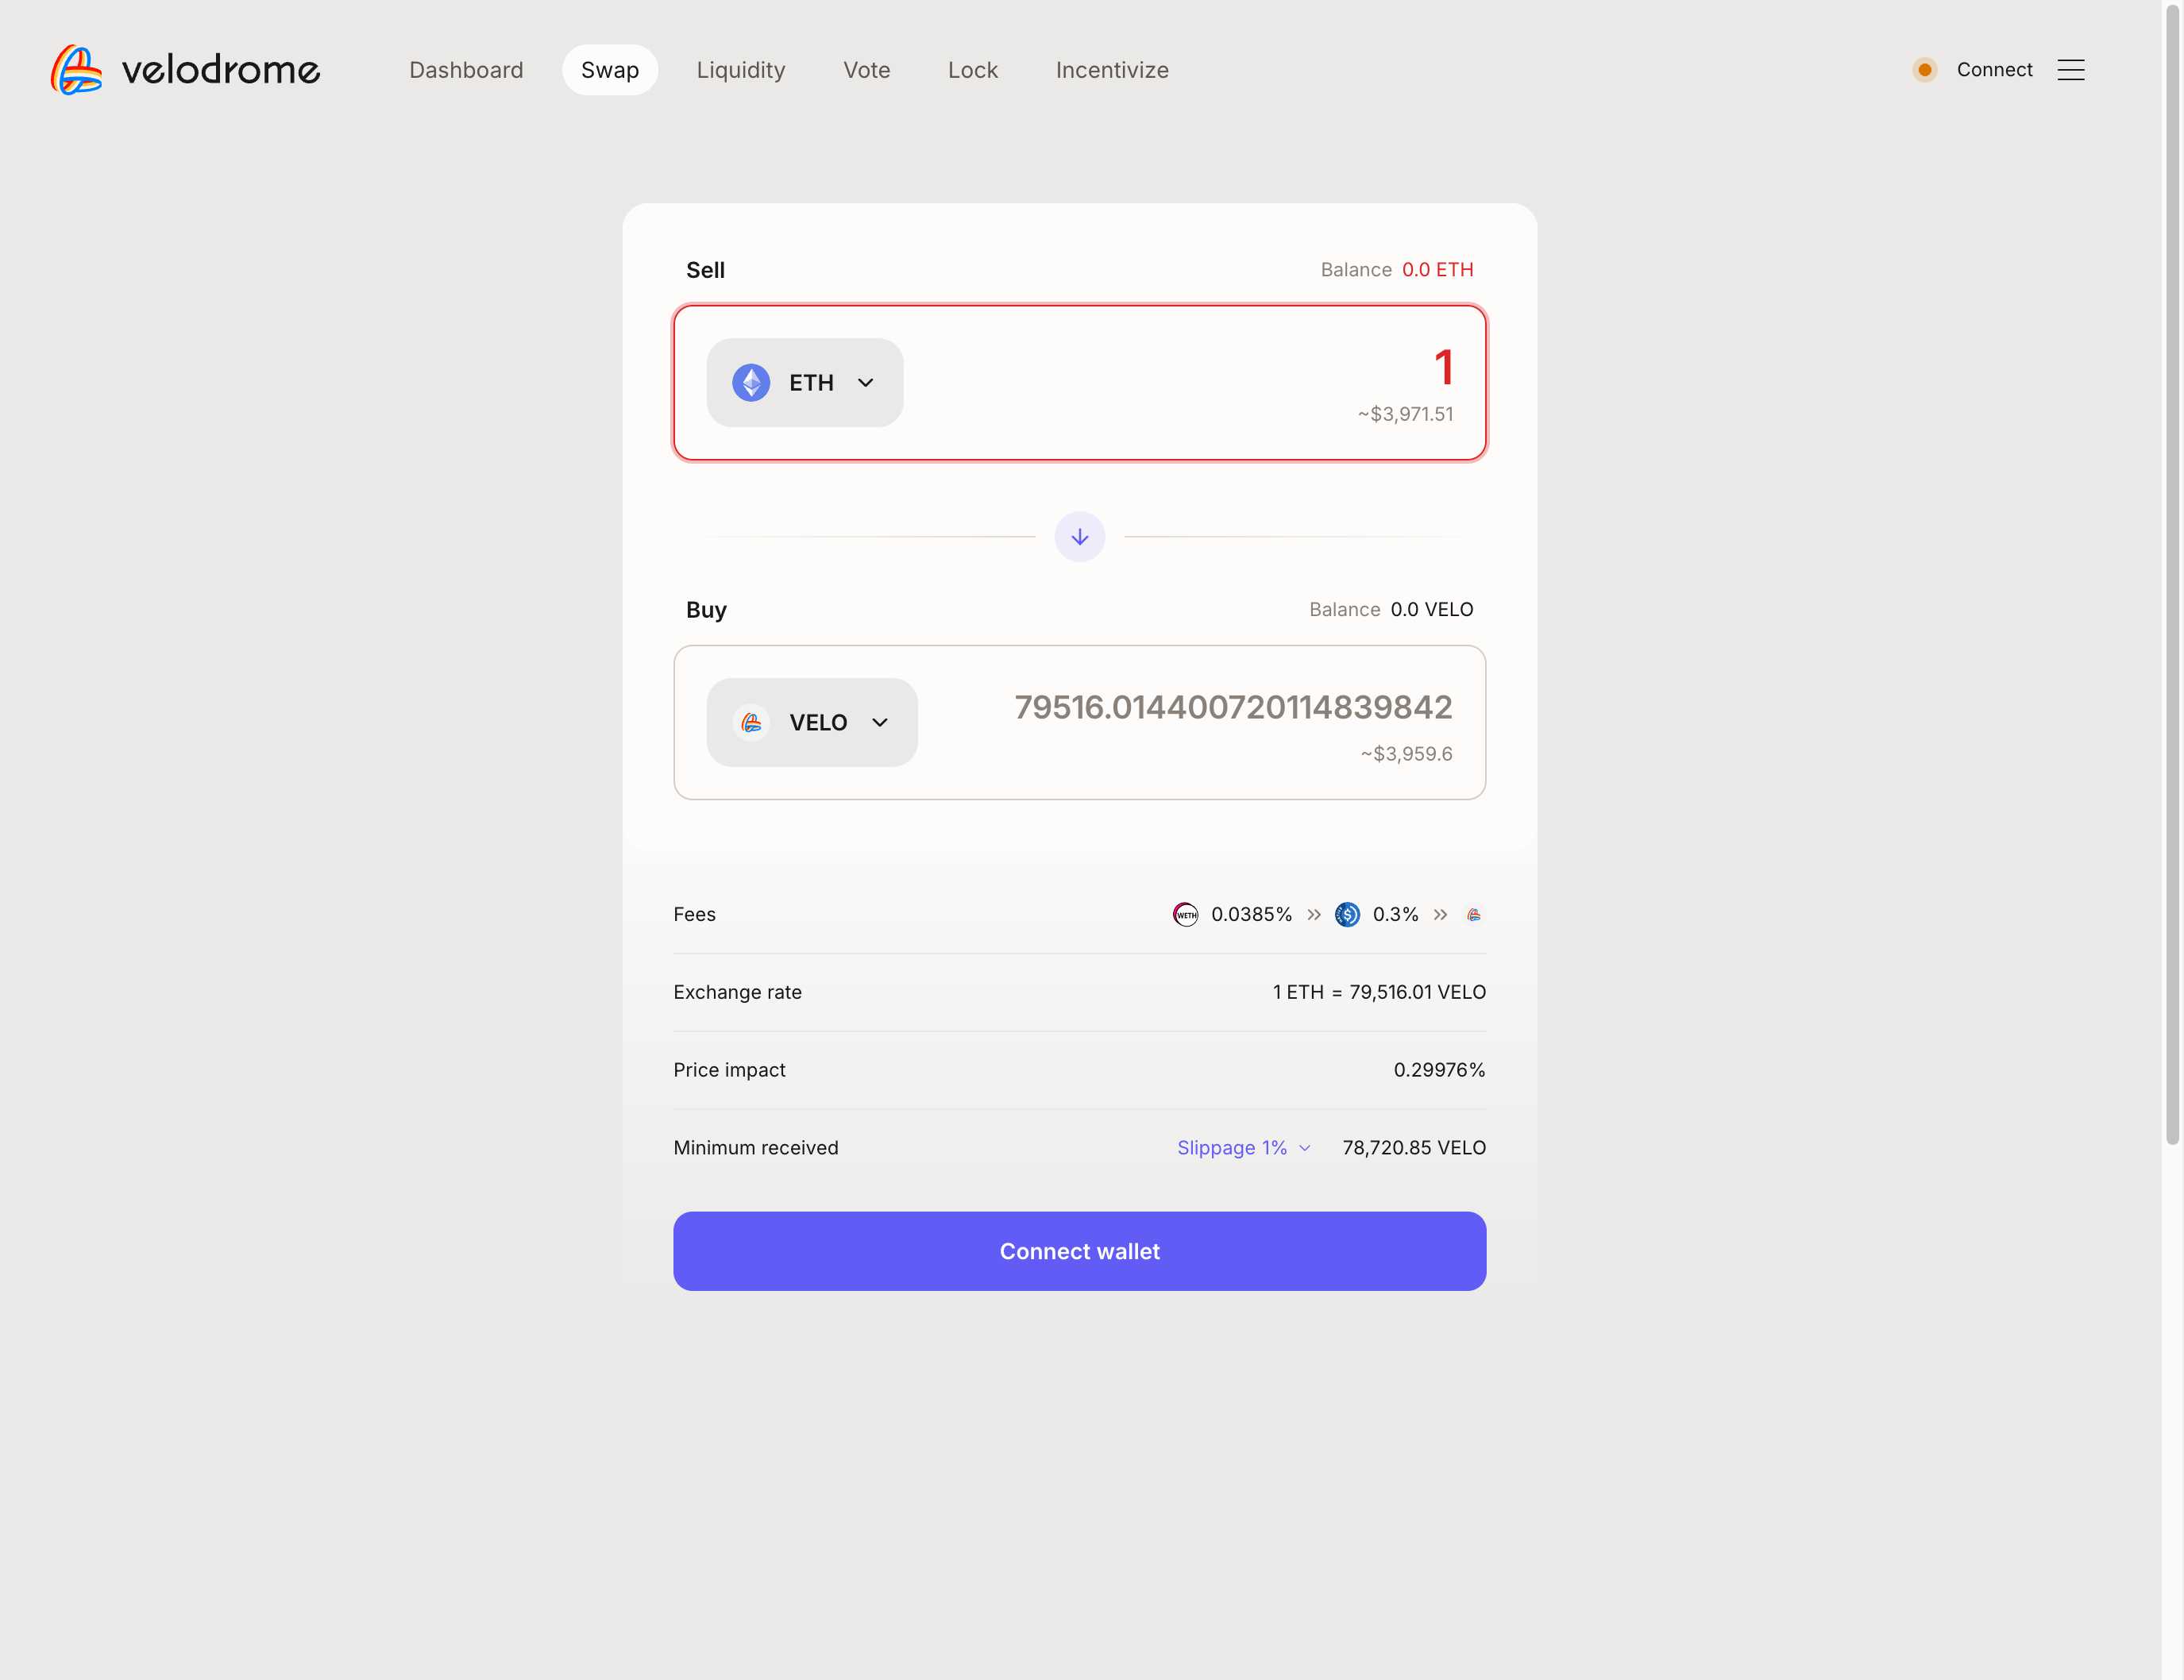 velodrome Dashboard Swap Liquidity Vote Lock Incentivize Connect
Sell Balance 0.0 ETH
ETH 1
~$3,971.51
Buy Balance 0.0 VELO
VELO 79516.014400720114839842
~$3,959.6
Fees WETH 0.0385% 0.3%
Exchange rate 1 ETH = 79,516.01 VELO
Price impact 0.29976%
Minimum received Slippage 1% 78,720.85 VELO
Connect wallet